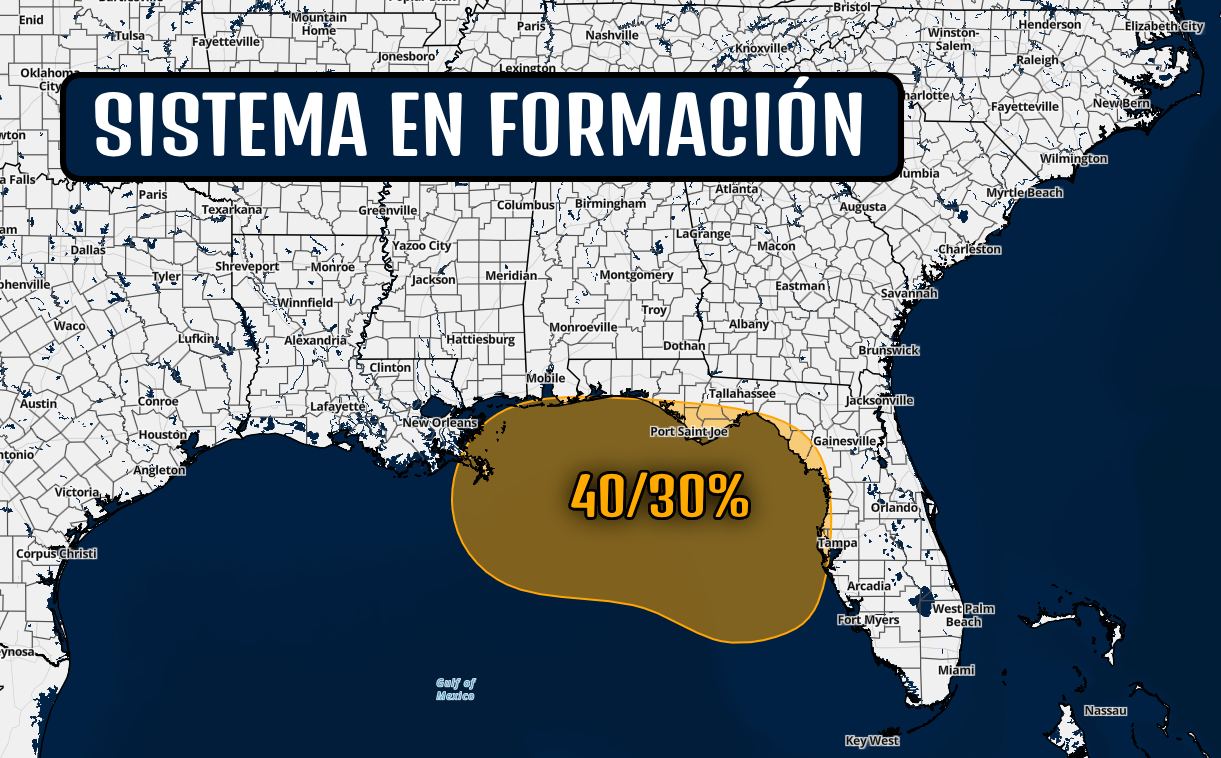 Enid
Tulsa
Fayetteville
Mountain
Home
Paris
Nashville
Bristol
Knoxville
Winston-
Salem
Henderson
Elizabeth City
Jonesboro
Raleigh
Oklahoma
City
Lexington
SISTEMA EN FORMACIÓN
Fayetteville
New Bern
Wilmington
Atlanta
Myrtle Beach
Paris
Texarkana
Greenville
Columbus
Birmingham
Augusta
Dallas
Yazoo City
LaGrange
Macon
Charleston
Shreveport
Monroe
Tyler
Jackson
Meridian
Montgomery
Eastman
Savannah
Winnfield
Troy
Waco
Lufkin
Alexandria
Hattiesburg
Monroeville
Albany
Dothan
Brunswick
Clinton
Mobile
Tallahassee
Austin
Conroe
Lafayette
New Orleans
Jacksonville
Houston
Port Saint Joe
Gainesville
Angleton
Victoria
40/30%
Orlando
Corpus Christi
Tampa
Arcadia
Fort Myers
West Palm
Beach
Gulf of
Mexico
Miami
Nassau
Key West